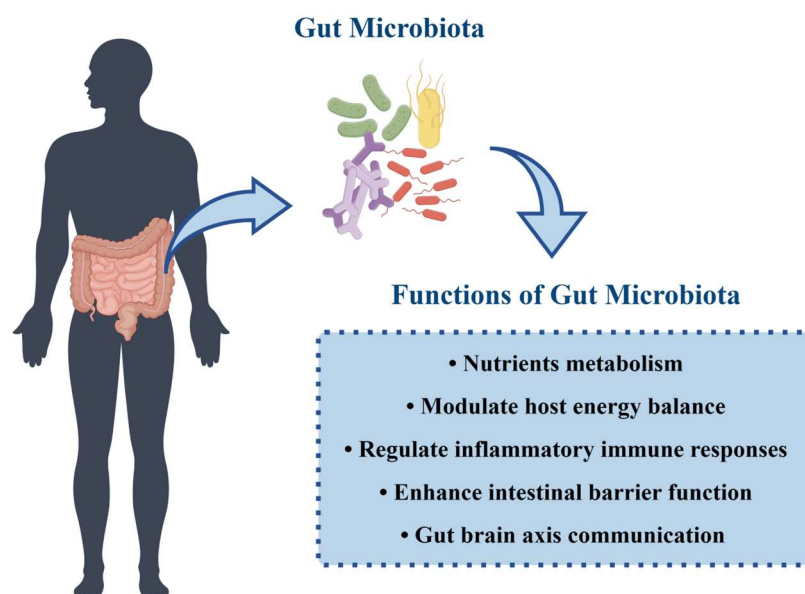 Gut Microbiota
Functions of Gut Microbiota
• Nutrients metabolism
• Modulate host energy balance
• Regulate inflammatory immune responses
• Enhance intestinal barrier function
• Gut brain axis communication